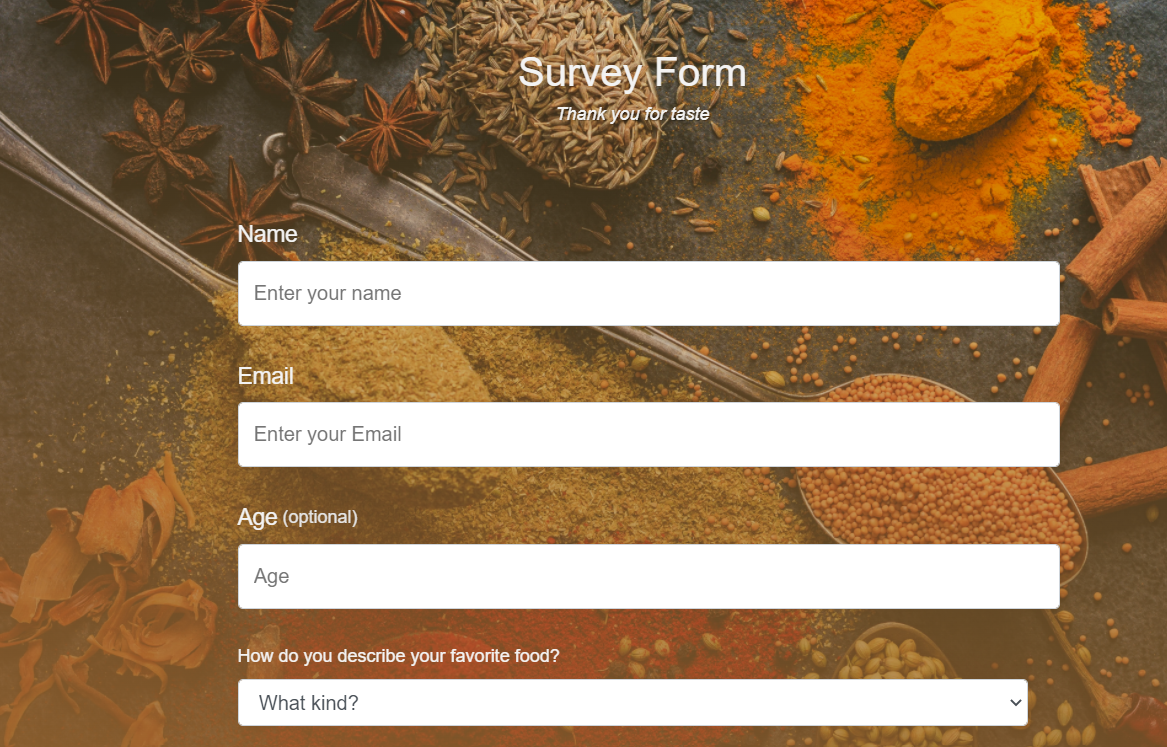 Survey Form
Thank you for taste
Name
Enter your name
Email
Enter your Email
Age (optional)
Age
How do you describe your favorite food?
What kind?